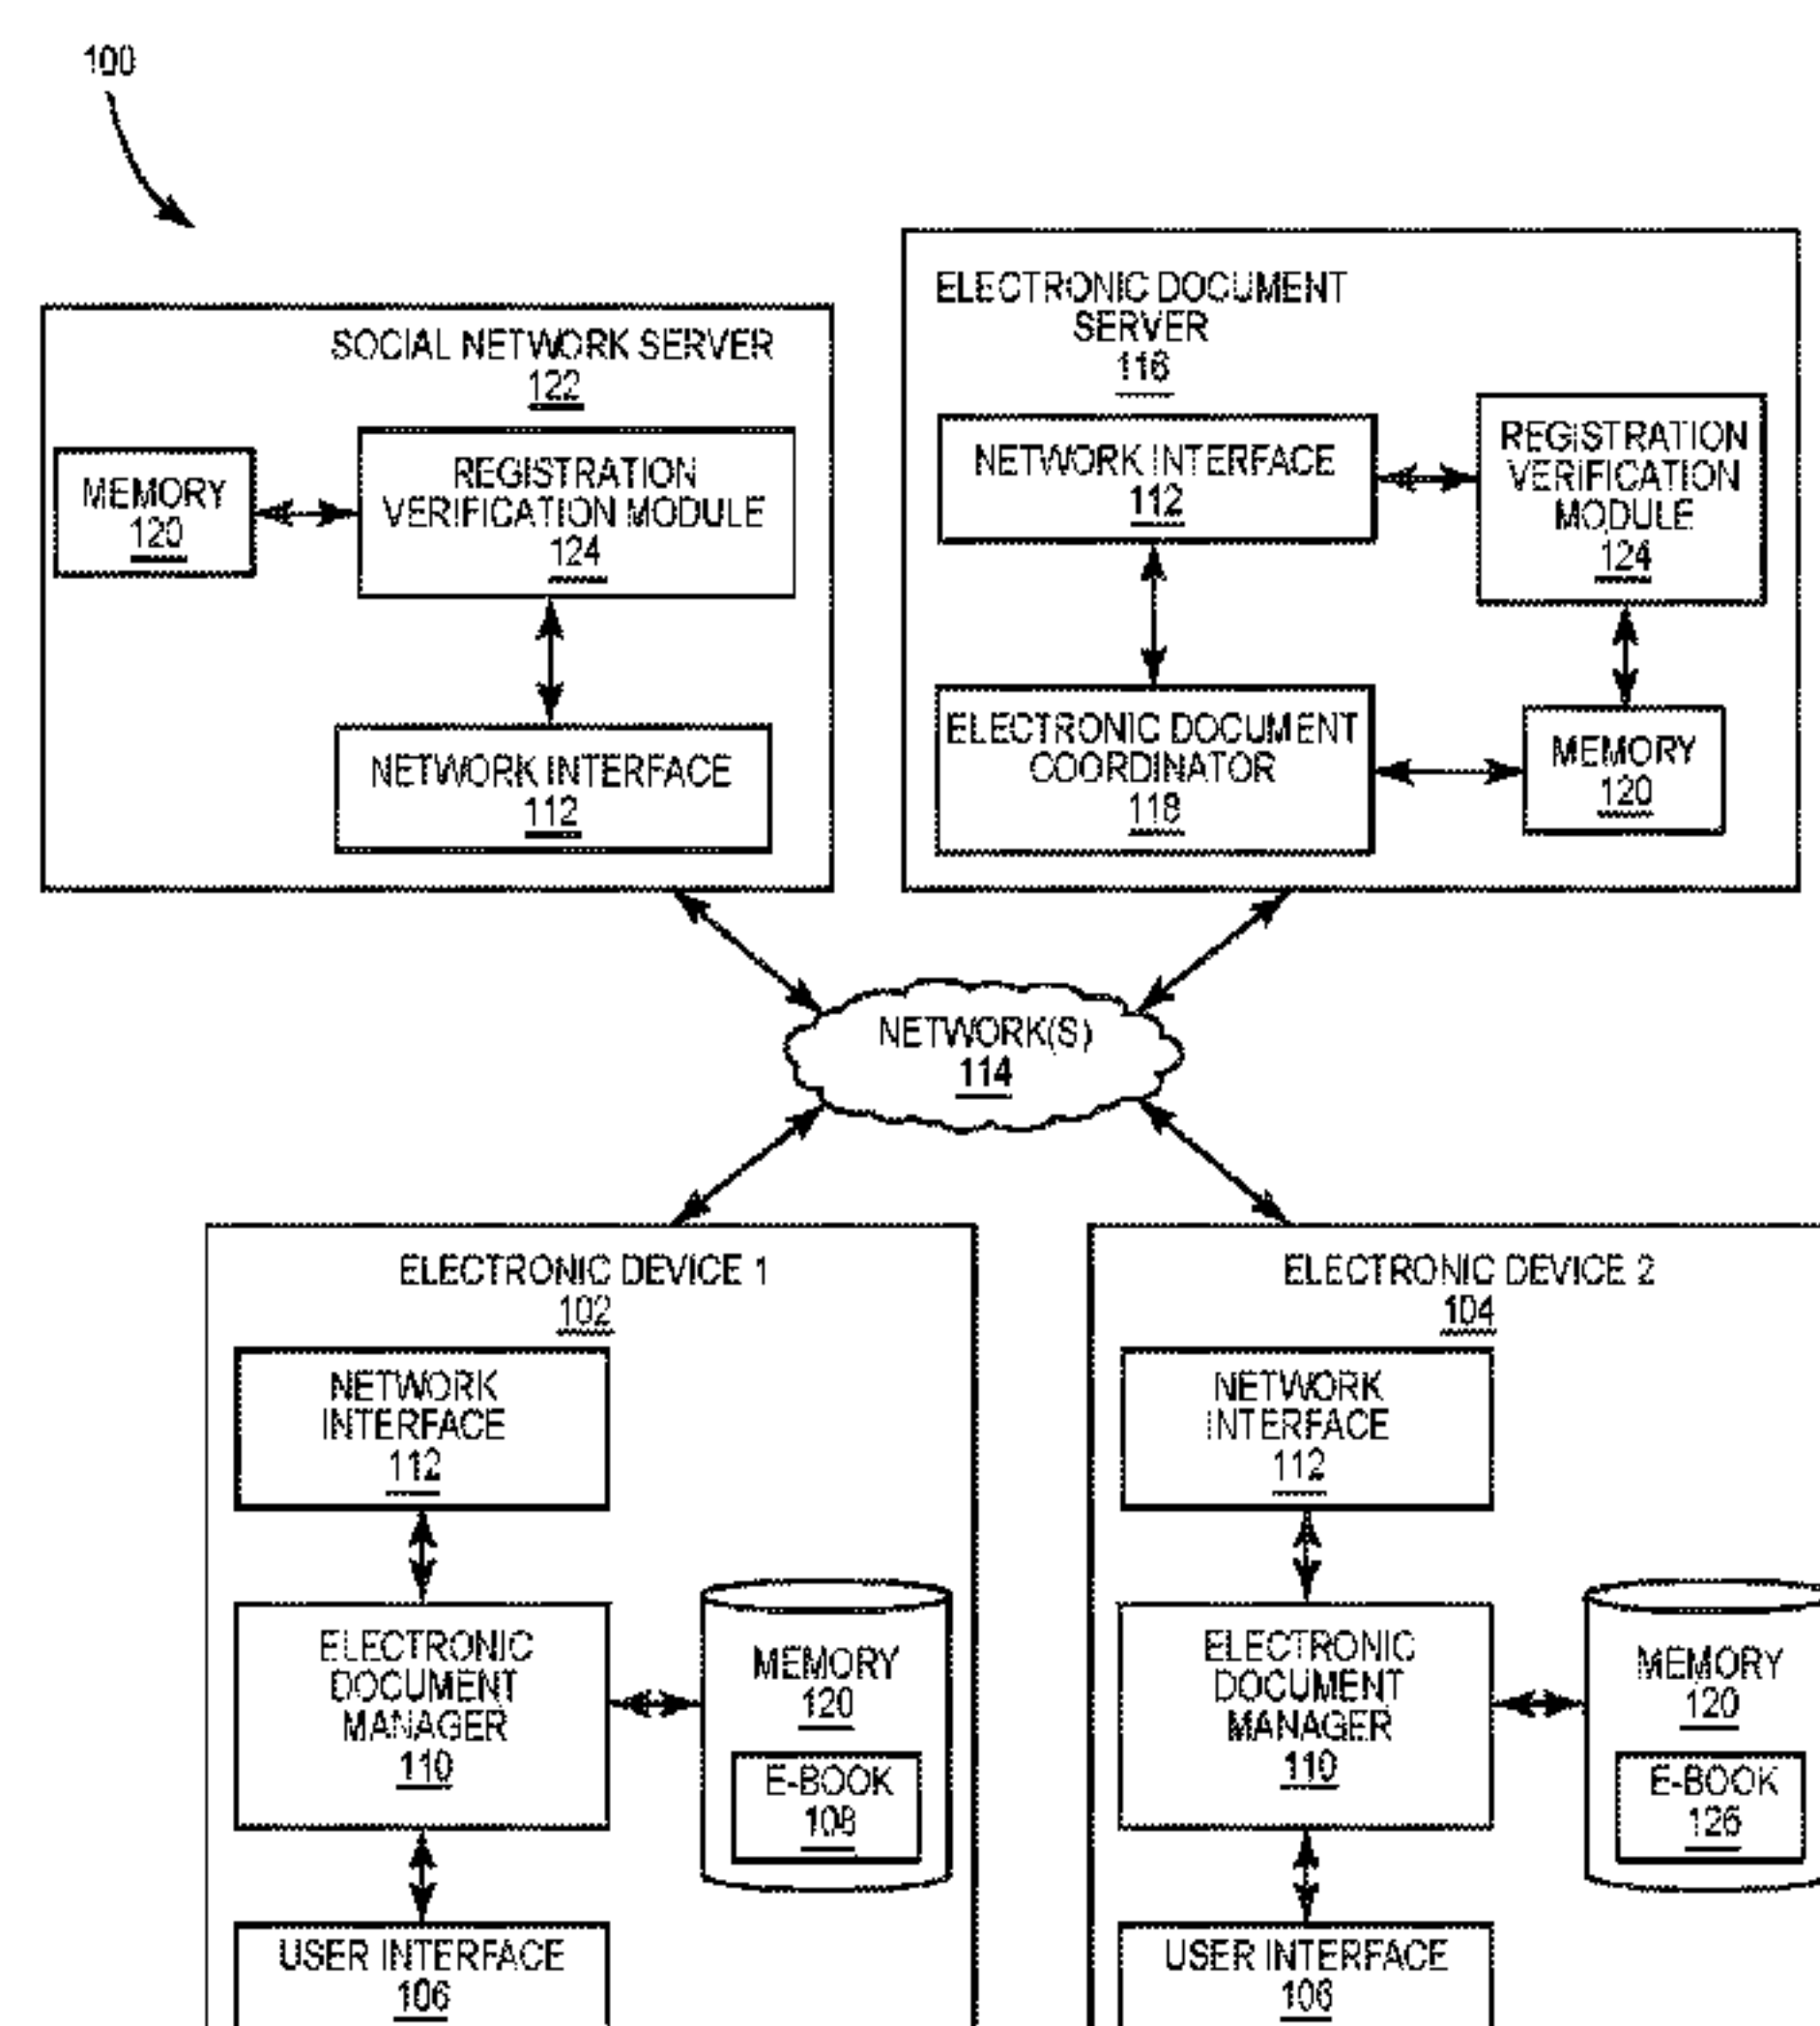 100
SOCIAL NETWORK SERVER
122
MEMORY
120
REGISTRATION
VERIFICATION MODULE
124
NETWORK INTERFACE
112
ELECTRONIC DOCUMENT
SERVER
116
NETWORK INTERFACE
112
REGISTRATION
VERIFICATION
MODULE
124
ELECTRONIC DOCUMENT
COORDINATOR
118
MEMORY
120
NETWORK(S)
114
ELECTRONIC DEVICE 1
102
NETWORK
INTERFACE
112
ELECTRONIC
DOCUMENT
MANAGER
110
MEMORY
120
E-BOOK
108
USER INTERFACE
106
ELECTRONIC DEVICE 2
104
NETWORK
INTERFACE
112
ELECTRONIC
DOCUMENT
MANAGER
110
MEMORY
120
E-BOOK
126
USER INTERFACE
106